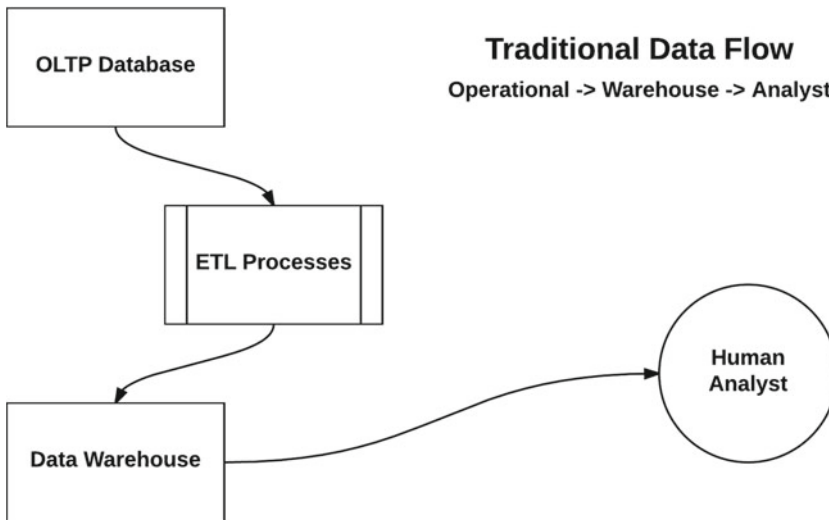 OLTP Database
Traditional Data Flow
Operational -> Warehouse -> Analyst
ETL Processes
Human
Analyst
Data Warehouse